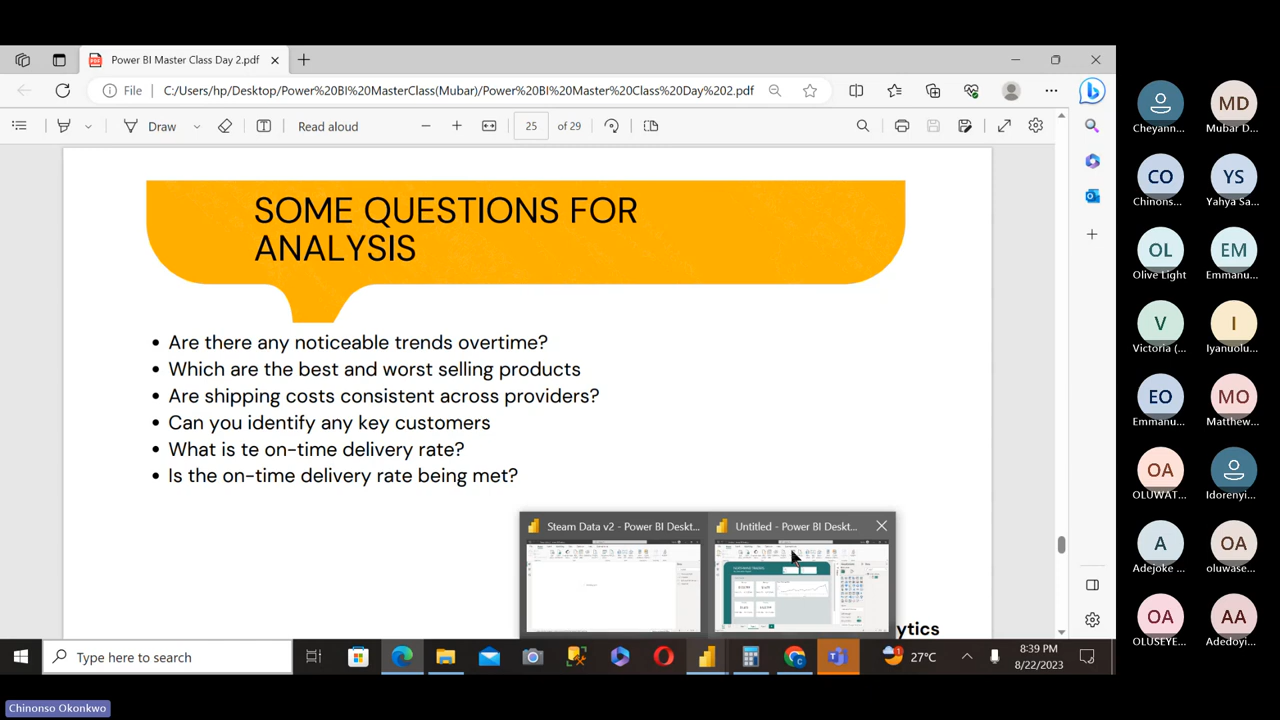 Power BI Master Class Day 2.pdf
File
C:/Users/hp/Desktop/Power%20BI%20MasterClass(Mubar)/Power%20BI%20Master%20Class%20Day%202.pdf
Draw
Read aloud
25
of 29
SOME QUESTIONS FOR
ANALYSIS
• Are there any noticeable trends overtime?
• Which are the best and worst selling products
• Are shipping costs consistent across providers?
• Can you identify any key customers
• What is te on-time delivery rate?
• Is the on-time delivery rate being met?
Steam Data v2 - Power BI Deskt...
Untitled - Power BI Deskt...
ytics
Type here to search
1
27°C
8:39 PM
8/22/2023
Cheyann...
MD
Mubar D...
CO
Chinons...
YS
Yahya Sa...
OL
Olive Light
EM
Emmanu...
V
Victoria (...
I
Iyanuolu...
EO
Emmanu...
MO
Matthew...
OA
OLUWAT...
Idorenyi...
A
Adejoke ...
OA
oluwase...
OA
OLUSEYE...
AA
Adedoyi...
Chinonso Okonkwo